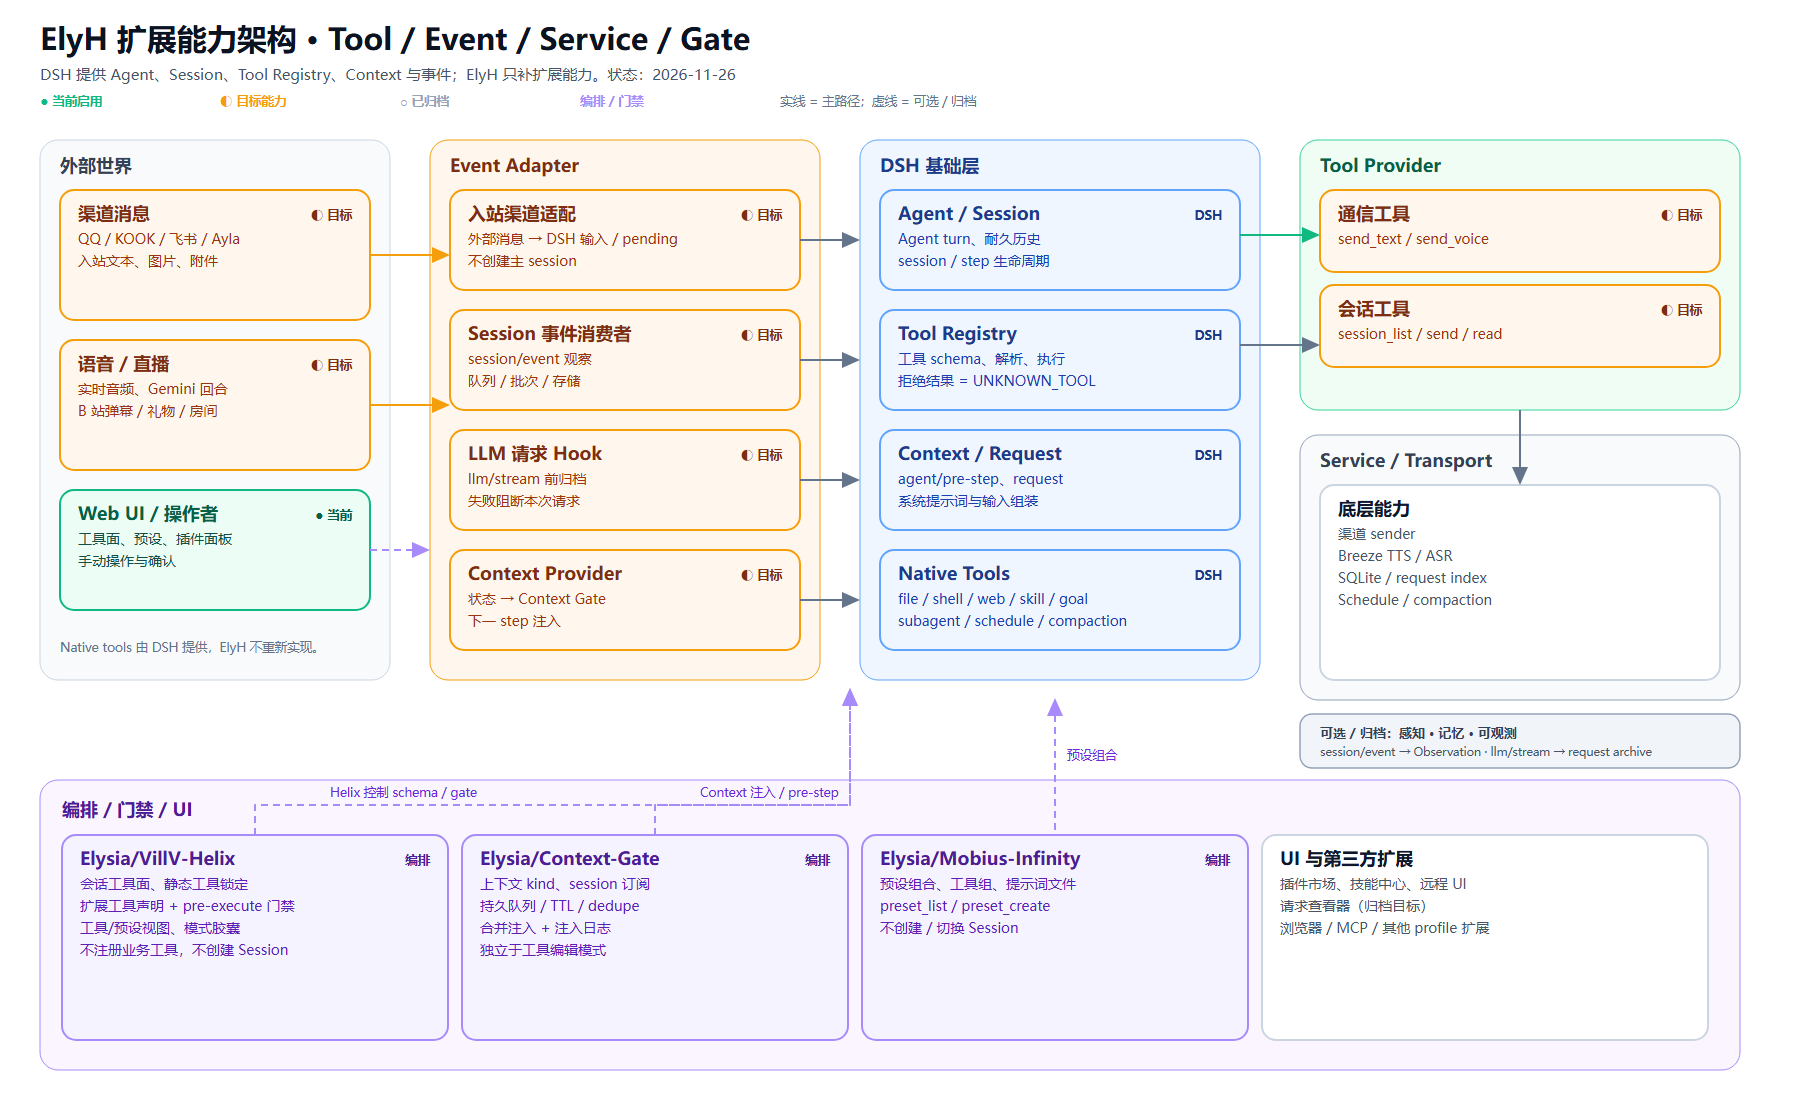 ElyH 扩展能力架构 • Tool / Event / Service / Gate
DSH 提供 Agent、Session、Tool Registry、Context 与事件；ElyH 只补扩展能力。状态：2026-11-26
● 当前启用
◐ 目标能力
○ 已归档
编排 / 门禁
实线 = 主路径；虚线 = 可选 / 归档
外部世界
渠道消息
◐ 目标
QQ / KOOK / 飞书 / Ayla
入站文本、图片、附件
语音 / 直播
◐ 目标
实时音频、Gemini 回合
B 站弹幕 / 礼物 / 房间
Web UI / 操作者
● 当前
工具面、预设、插件面板
手动操作与确认
Native tools 由 DSH 提供，ElyH 不重新实现。
Event Adapter
入站渠道适配
◐ 目标
外部消息 → DSH 输入 / pending
不创建主 session
Session 事件消费者
◐ 目标
session/event 观察
队列 / 批次 / 存储
LLM 请求 Hook
◐ 目标
llm/stream 前归档
失败阻断本次请求
Context Provider
◐ 目标
状态 → Context Gate
下一 step 注入
DSH 基础层
Agent / Session
DSH
Agent turn、耐久历史
session / step 生命周期
Tool Registry
DSH
工具 schema、解析、执行
拒绝结果 = UNKNOWN_TOOL
Context / Request
DSH
agent/pre-step、request
系统提示词与输入组装
Native Tools
DSH
file / shell / web / skill / goal
subagent / schedule / compaction
Tool Provider
通信工具
◐ 目标
send_text / send_voice
会话工具
◐ 目标
session_list / send / read
Service / Transport
底层能力
渠道 sender
Breeze TTS / ASR
SQLite / request index
Schedule / compaction
可选 / 归档：感知 • 记忆 • 可观测
session/event → Observation · llm/stream → request archive
预设组合
Helix 控制 schema / gate
Context 注入 / pre-step
编排 / 门禁 / UI
Elysia/VillV-Helix
编排
会话工具面、静态工具锁定
扩展工具声明 + pre-execute 门禁
工具/预设视图、模式胶囊
不注册业务工具，不创建 Session
Elysia/Context-Gate
编排
上下文 kind、session 订阅
持久队列 / TTL / dedupe
合并注入 + 注入日志
独立于工具编辑模式
Elysia/Mobius-Infinity
编排
预设组合、工具组、提示词文件
preset_list / preset_create
不创建 / 切换 Session
UI 与第三方扩展
插件市场、技能中心、远程 UI
请求查看器（归档目标）
浏览器 / MCP / 其他 profile 扩展